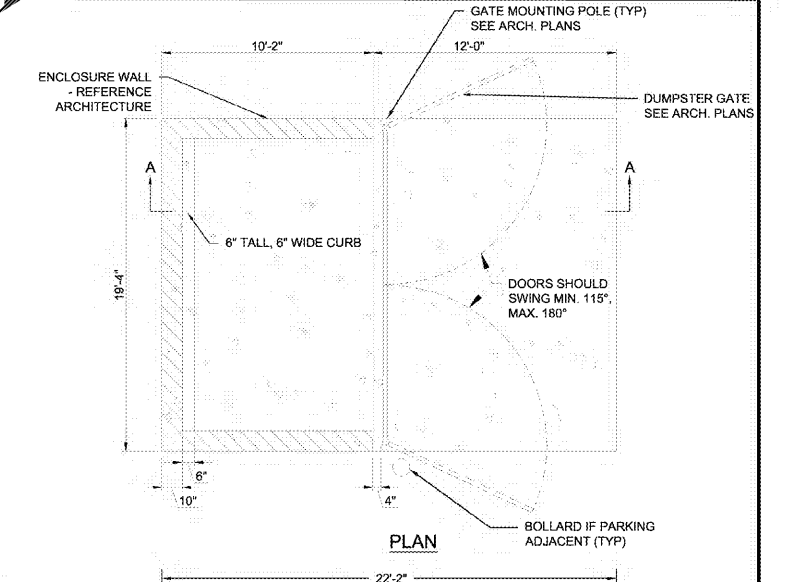 GATE MOUNTING POLE (TYP)
SEE ARCH. PLANS
10'-2"
12'-0"
ENCLOSURE WALL
- REFERENCE
ARCHITECTURE
DUMPSTER GATE
SEE ARCH. PLANS
A
A
6" TALL, 6" WIDE CURB
19'-4"
DOORS SHOULD
SWING MIN. 115°,
MAX. 180°
6"
10"
4"
BOLLARD IF PARKING
ADJACENT (TYP)
PLAN
22'-2"